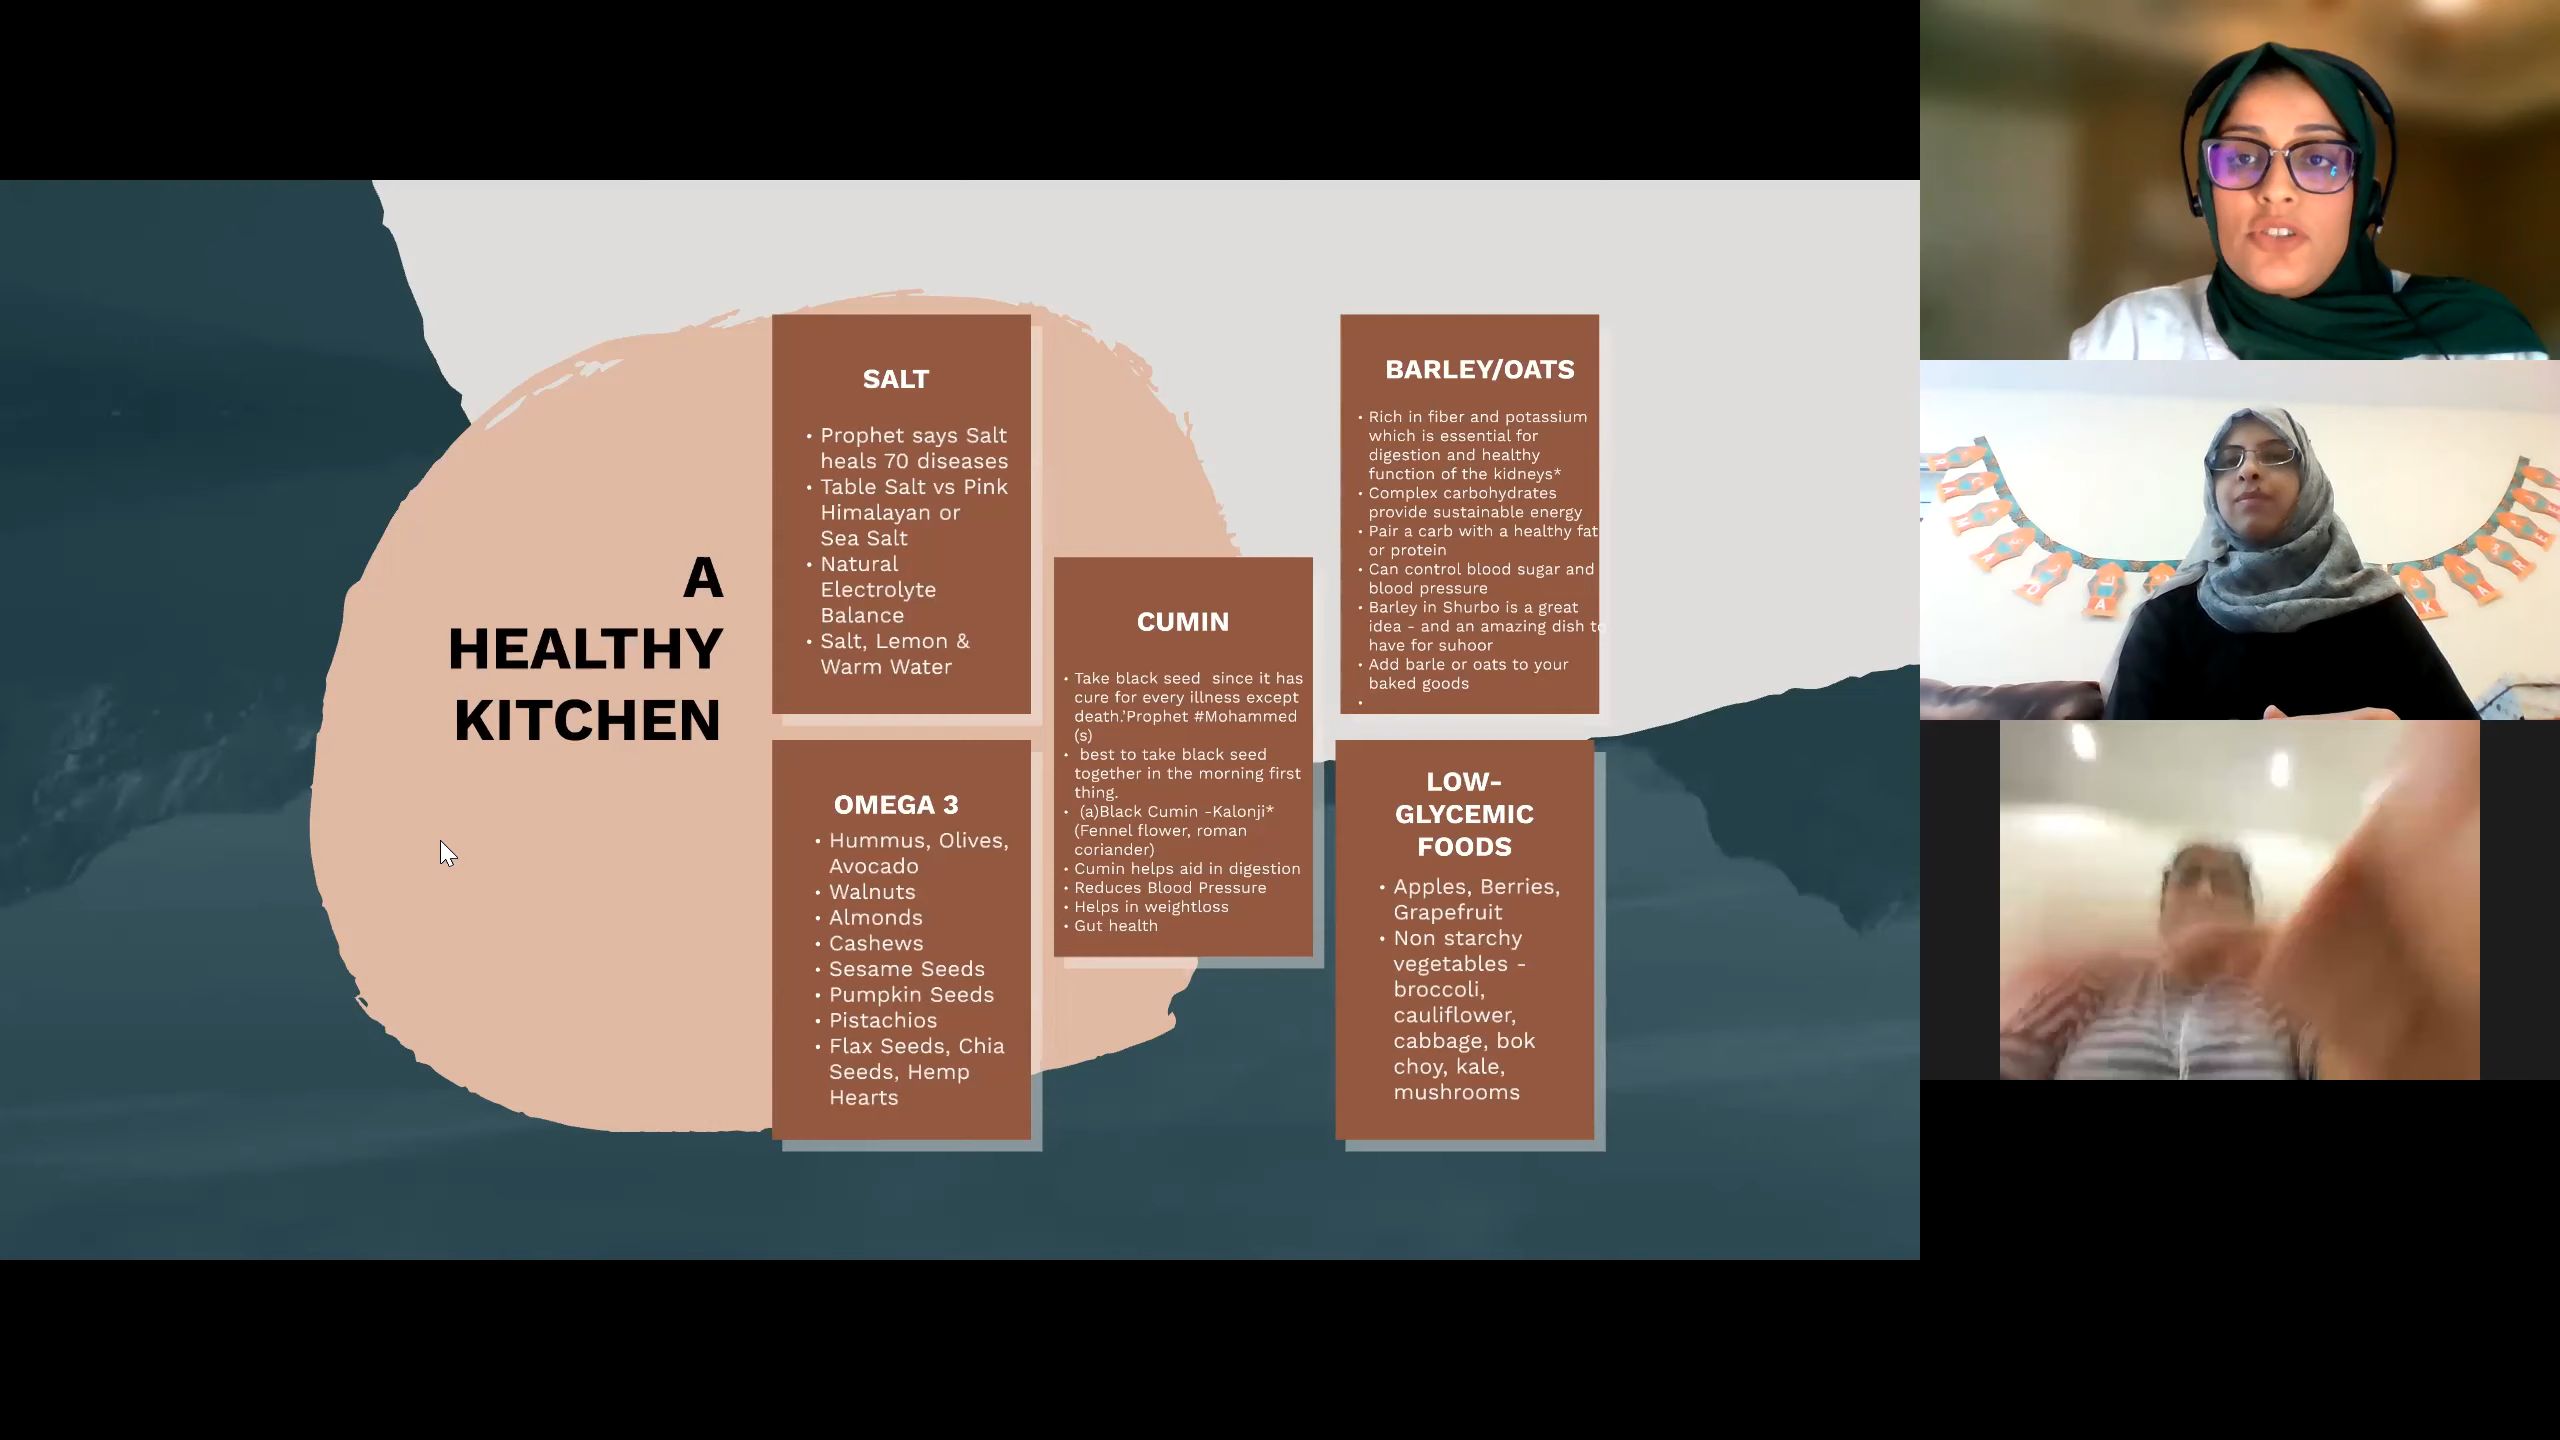 A
HEALTHY
KITCHEN
SALT
• Prophet says Salt
heals 70 diseases
• Table Salt vs Pink
Himalayan or
Sea Salt
• Natural
Electrolyte
Balance
• Salt, Lemon &
Warm Water
OMEGA 3
• Hummus, Olives,
Avocado
• Walnuts
• Almonds
• Cashews
• Sesame Seeds
• Pumpkin Seeds
• Pistachios
• Flax Seeds, Chia
Seeds, Hemp
Hearts
CUMIN
• Take black seed  since it has
cure for every illness except
death.'Prophet #Mohammed
(s)
•  best to take black seed
together in the morning first
thing.
•  (a)Black Cumin -Kalonji*
(Fennel flower, roman
coriander)
• Cumin helps aid in digestion
• Reduces Blood Pressure
• Helps in weightloss
• Gut health
BARLEY/OATS
• Rich in fiber and potassium
which is essential for
digestion and healthy
function of the kidneys*
• Complex carbohydrates
provide sustainable energy
• Pair a carb with a healthy fat
or protein
• Can control blood sugar and
blood pressure
• Barley in Shurbo is a great
idea - and an amazing dish to
have for suhoor
• Add barle or oats to your
baked goods
•
LOW-
GLYCEMIC
FOODS
• Apples, Berries,
Grapefruit
• Non starchy
vegetables -
broccoli,
cauliflower,
cabbage, bok
choy, kale,
mushrooms